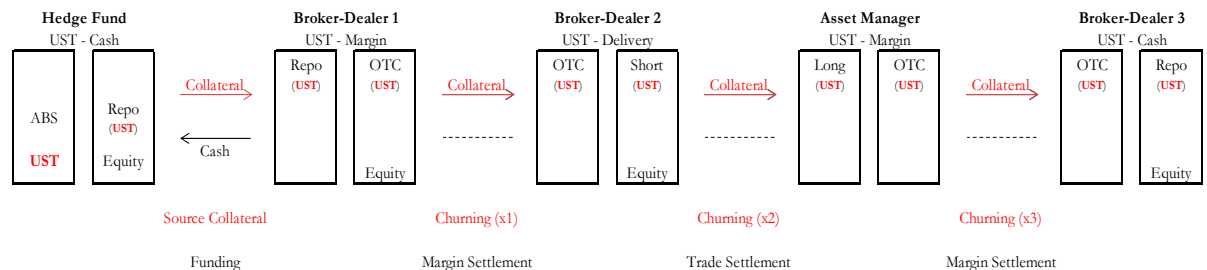 Hedge Fund Broker-Dealer 1 Broker-Dealer 2 Asset Manager Broker-Dealer 3
UST - Cash UST - Margin UST - Delivery UST - Margin UST - Cash
Repo OTC OTC Short Long OTC OTC Repo
(UST) (UST) (UST) (UST) (UST) (UST) (UST) (UST)
Collateral Collateral Collateral Collateral
ABS Repo
(UST)
Cash
UST Equity
Equity Equity Equity
Source Collateral Churning (x1) Churning (x2) Churning (x3)
Funding Margin Settlement Trade Settlement Margin Settlement